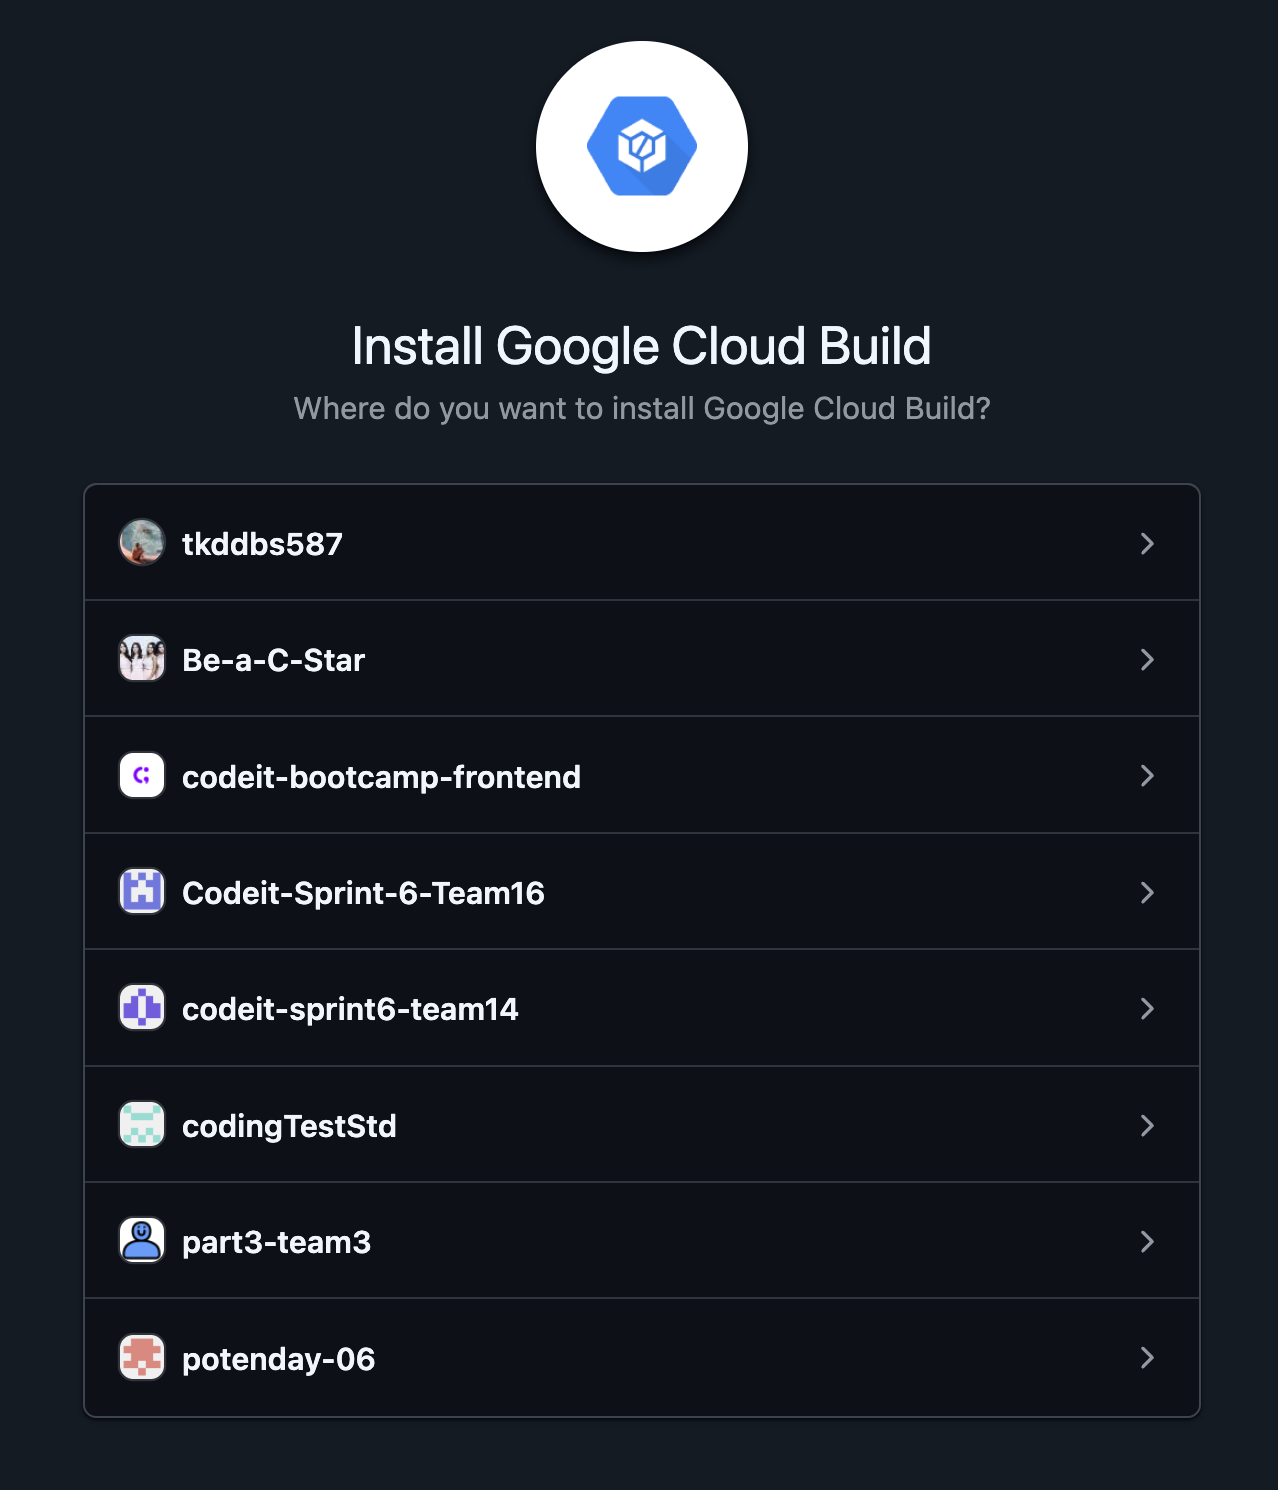 Install Google Cloud Build
Where do you want to install Google Cloud Build?
tkddbs587
Be-a-C-Star
codeit-bootcamp-frontend
Codeit-Sprint-6-Team16
codeit-sprint6-team14
codingTestStd
part3-team3
potenday-06